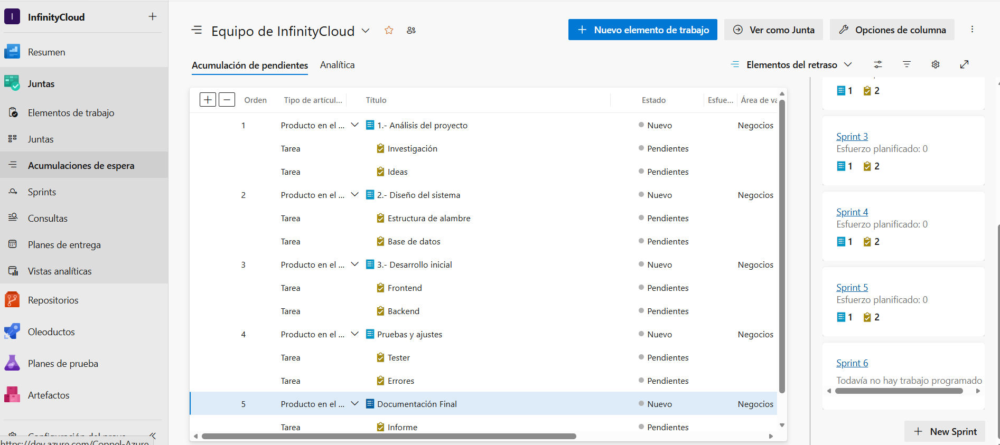 I InfinityCloud
Resumen
Juntas
Elementos de trabajo
Juntas
Acumulaciones de espera
Sprints
Consultas
Planes de entrega
Vistas analíticas
Repositorios
Oleoductos
Planes de prueba
Artefactos
https://dev.azure.com/Coppel-Azure
Equipo de InfinityCloud
Nuevo elemento de trabajo
Ver como Junta
Opciones de columna
Acumulación de pendientes
Analítica
Elementos del retraso
Orden Tipo de artícul... Título Estado Esfue... Área de va
1 Producto en el ... 1.- Análisis del proyecto Nuevo Negocios
Tarea Investigación Pendientes
Tarea Ideas Pendientes
2 Producto en el ... 2.- Diseño del sistema Nuevo Negocios
Tarea Estructura de alambre Pendientes
Tarea Base de datos Pendientes
3 Producto en el ... 3.- Desarrollo inicial Nuevo Negocios
Tarea Frontend Pendientes
Tarea Backend Pendientes
4 Producto en el ... Pruebas y ajustes Nuevo Negocios
Tarea Tester Pendientes
Tarea Errores Pendientes
5 Producto en el ... Documentación Final Nuevo Negocios
Tarea Informe Pendientes
1 2
Sprint 3
Esfuerzo planificado: 0
1 2
Sprint 4
Esfuerzo planificado: 0
1 2
Sprint 5
Esfuerzo planificado: 0
1 2
Sprint 6
Todavía no hay trabajo programado
New Sprint